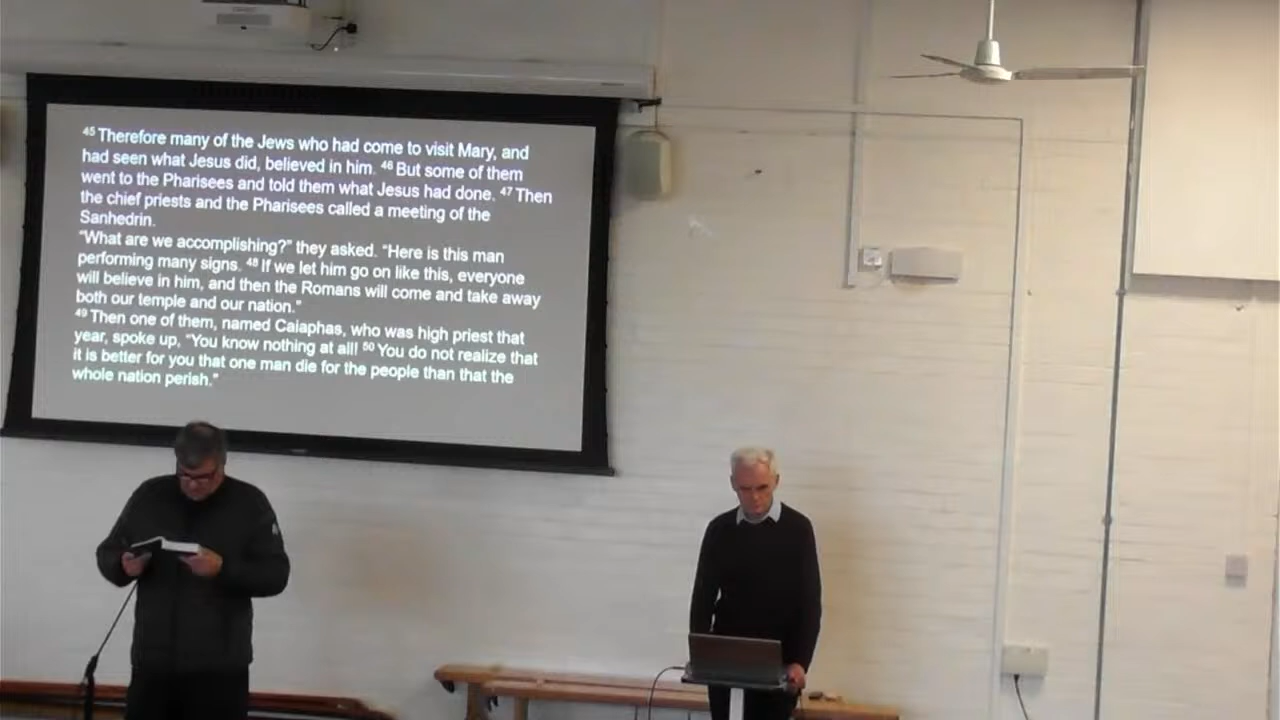 45 Therefore many of the Jews who had come to visit Mary, and
had seen what Jesus did, believed in him. 46 But some of them
went to the Pharisees and told them what Jesus had done. 47 Then
the chief priests and the Pharisees called a meeting of the
Sanhedrin.
"What are we accomplishing?" they asked. "Here is this man
performing many signs. 48 If we let him go on like this, everyone
will believe in him, and then the Romans will come and take away
both our temple and our nation."
49 Then one of them, named Caiaphas, who was high priest that
year, spoke up, "You know nothing at all! 50 You do not realize that
it is better for you that one man die for the people than that the
whole nation perish."